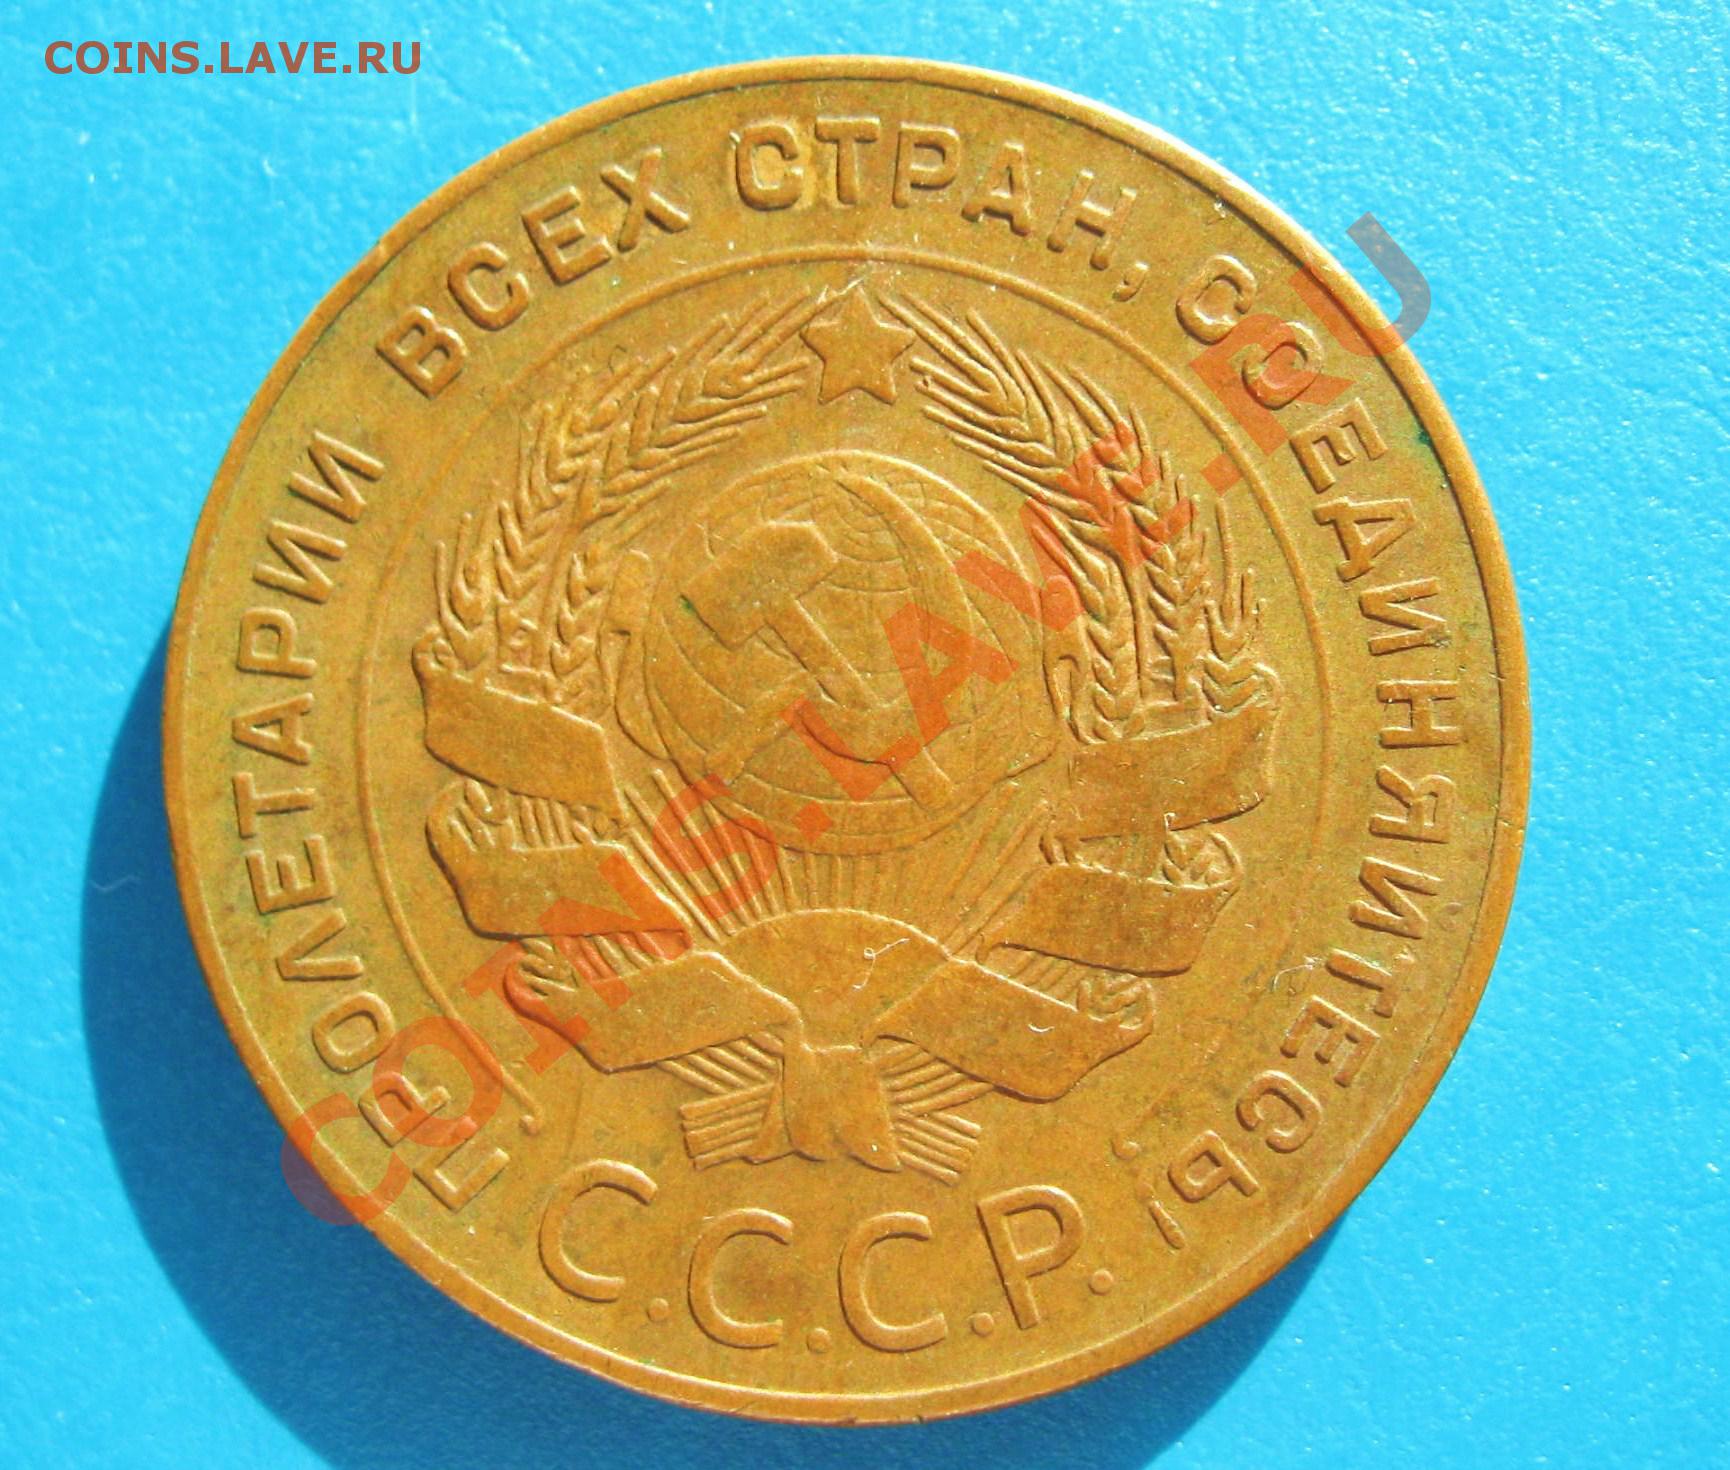 COINS.LAVE.RU
ПРОЛЕТАРИИ ВСЕХ СТРАН, СОЕДИНЯЙТЕСЬ!
С.С.С.Р.
COINS.LAVE.RU